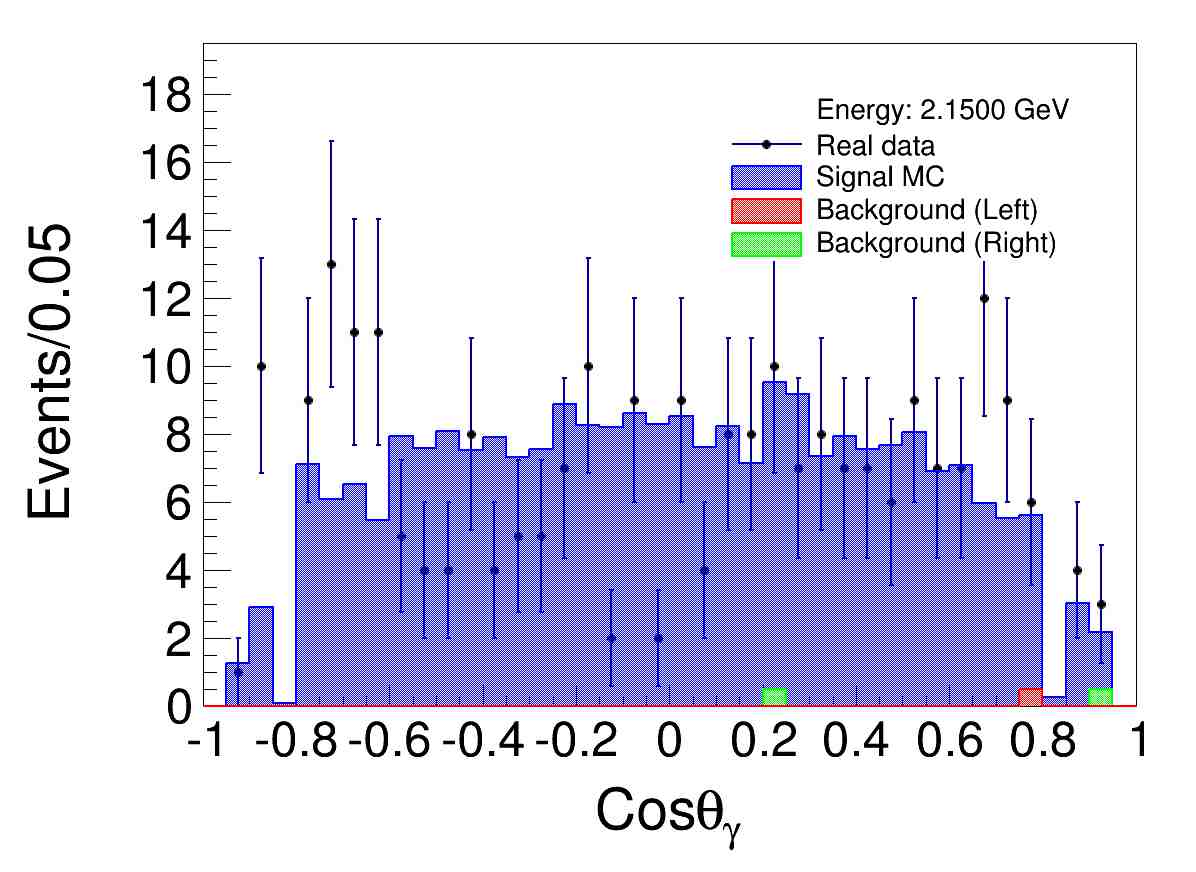 Events/0.05
18
16
14
12
10
8
6
4
2
0
Energy: 2.1500 GeV
Real data
Signal MC
Background (Left)
Background (Right)
-1 -0.8 -0.6 -0.4 -0.2 0 0.2 0.4 0.6 0.8 1
Cosθγ